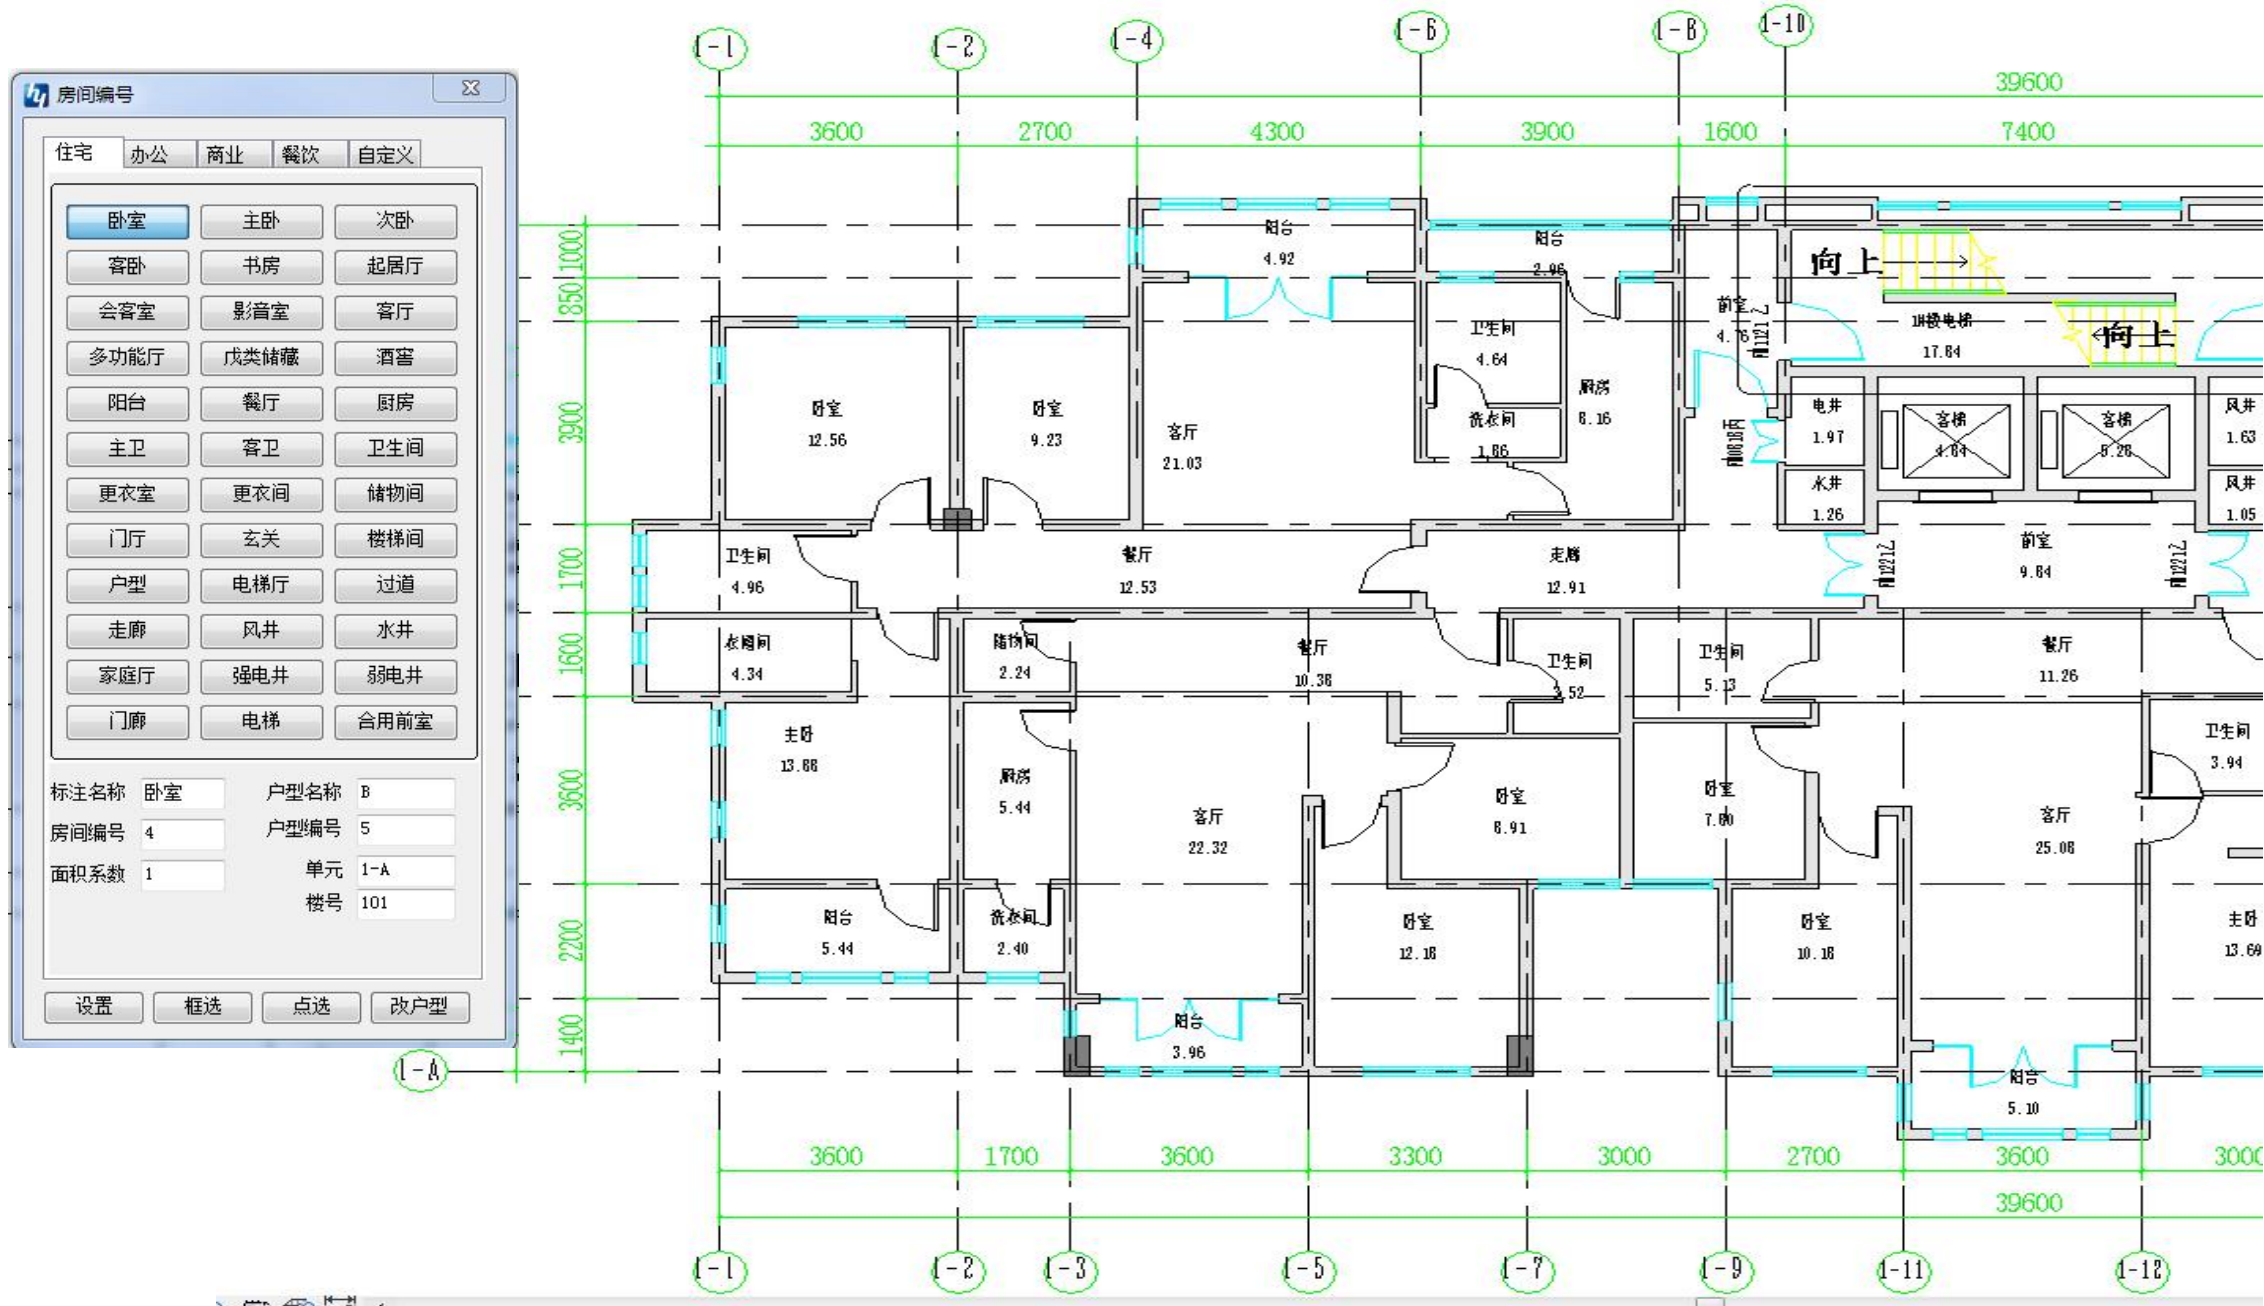 房间编号
住宅 办公 商业 餐饮 自定义
卧室 主卧 次卧
客卧 书房 起居厅
会客室 影音室 客厅
多功能厅 戊类储藏 酒窖
阳台 餐厅 厨房
主卫 客卫 卫生间
更衣室 更衣间 储物间
门厅 玄关 楼梯间
户型 电梯厅 过道
走廊 风井 水井
家庭厅 强电井 弱电井
门廊 电梯 合用前室
标注名称 卧室 户型名称 B
房间编号 4 户型编号 5
面积系数 1 单元 1-A
楼号 101
设置 框选 点选 改户型
1-1 1-2 1-4 1-6 1-8 1-10
39600
3600 2700 4300 3900 1600 7400
1000
850
3900
1700
1600
3600
2200
1400
1-A
阳台
4.92
阳台
2.96
向上
向上
前室
4.76
17.84
卫生间
4.64
厨房
8.16
洗衣间
1.86
卧室
12.56
卧室
9.23
客厅
21.03
电井
1.97
客梯
4.84
客梯
5.28
风井
1.63
水井
1.26
风井
1.05
卫生间
4.96
餐厅
12.53
走廊
12.91
前室
9.84
衣帽间
4.34
储物间
2.24
餐厅
10.38
卫生间
3.52
卫生间
5.13
餐厅
11.26
卫生间
3.94
主卧
13.88
厨房
5.44
客厅
22.32
卧室
8.91
卧室
7.80
客厅
25.08
阳台
5.44
洗衣间
2.40
卧室
12.18
卧室
10.18
主卧
13.69
阳台
3.96
阳台
5.10
3600 1700 3600 3300 3000 2700 3600 3000
39600
1-1 1-2 1-3 1-5 1-7 1-9 1-11 1-12